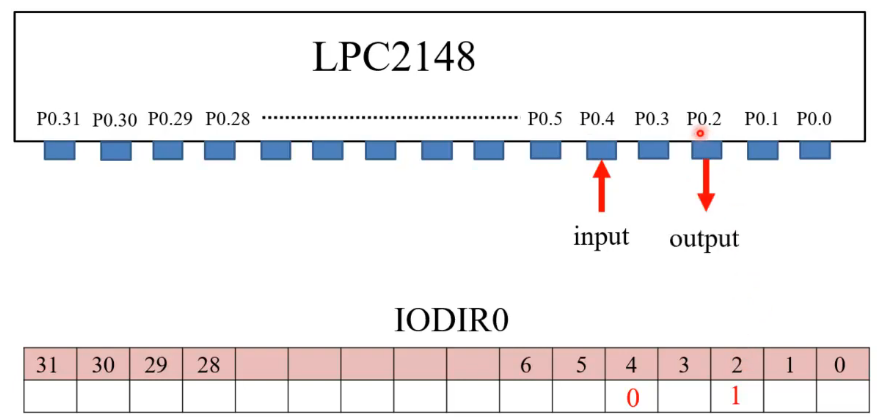 LPC2148
P0.31 P0.30 P0.29 P0.28 P0.5 P0.4 P0.3 P0.2 P0.1 P0.0
input output
IODIR0
31 30 29 28 6 5 4 3 2 1 0
0 1